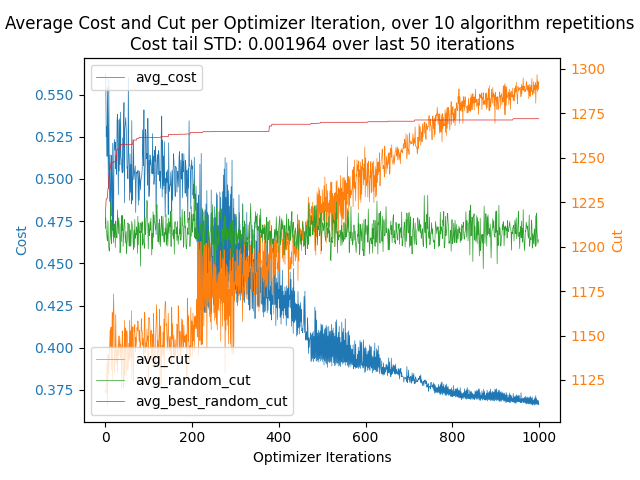 Average Cost and Cut per Optimizer Iteration, over 10 algorithm repetitions
Cost tail STD: 0.001964 over last 50 iterations
avg_cost
0.550
0.525
0.500
0.475
0.450
0.425
0.400
0.375
Cost
1300
1275
1250
1225
1200
1175
1150
1125
Cut
avg_cut
avg_random_cut
avg_best_random_cut
0 200 400 600 800 1000
Optimizer Iterations